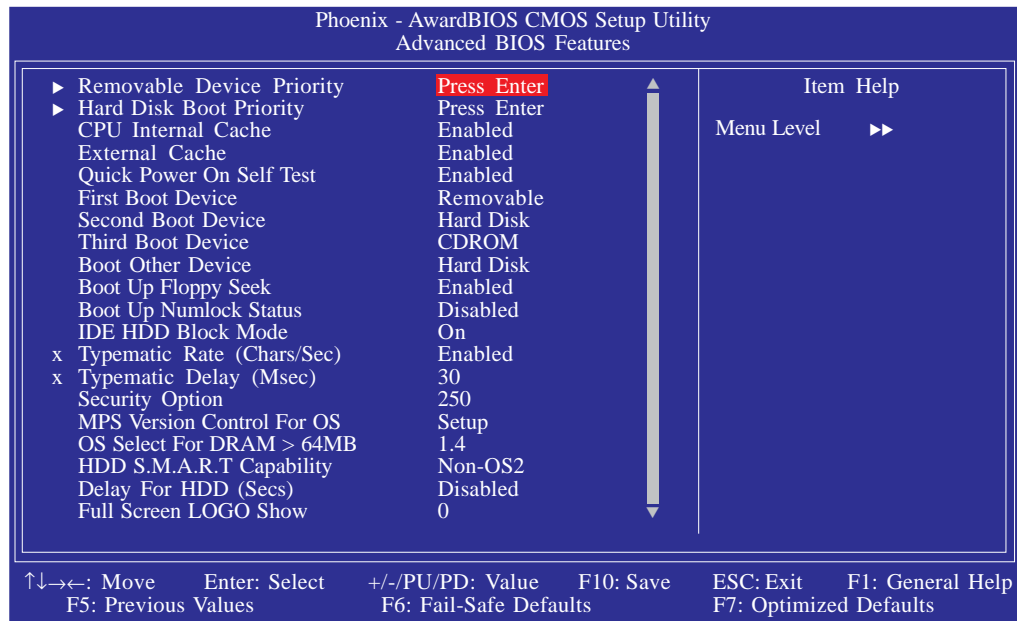 Phoenix - AwardBIOS CMOS Setup Utility
Advanced BIOS Features
▶ Removable Device Priority Press Enter
▶ Hard Disk Boot Priority Press Enter
CPU Internal Cache Enabled
External Cache Enabled
Quick Power On Self Test Enabled
First Boot Device Removable
Second Boot Device Hard Disk
Third Boot Device CDROM
Boot Other Device Hard Disk
Boot Up Floppy Seek Enabled
Boot Up Numlock Status Disabled
IDE HDD Block Mode On
x Typematic Rate (Chars/Sec) Enabled
x Typematic Delay (Msec) 30
Security Option 250
MPS Version Control For OS Setup
OS Select For DRAM > 64MB 1.4
HDD S.M.A.R.T Capability Non-OS2
Delay For HDD (Secs) Disabled
Full Screen LOGO Show 0
Item Help
Menu Level ▶▶
↑↓→←: Move Enter: Select +/-/PU/PD: Value F10: Save ESC: Exit F1: General Help
F5: Previous Values F6: Fail-Safe Defaults F7: Optimized Defaults